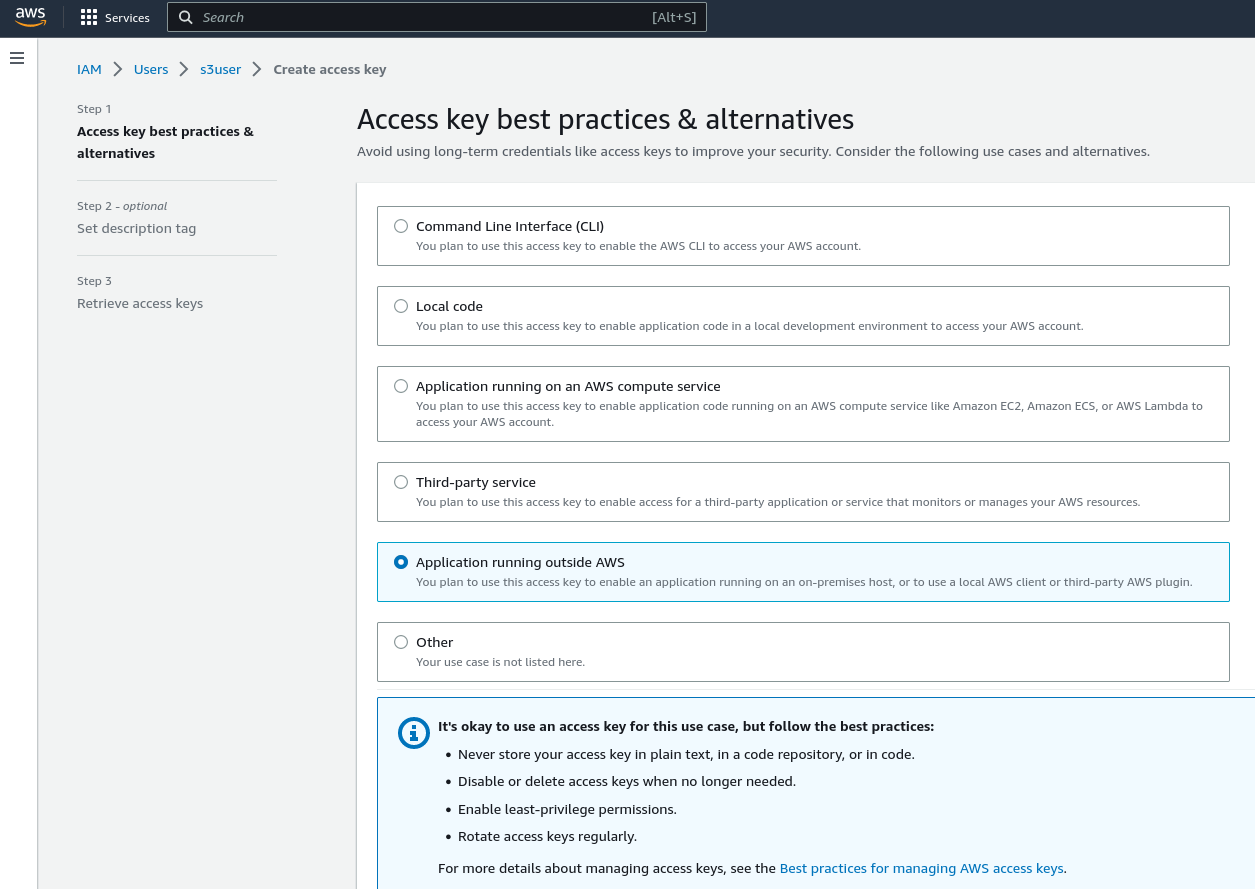 aws
Services
Search
[Alt+S]
IAM
Users
s3user
Create access key
Step 1
Access key best practices &
alternatives
Step 2 - optional
Set description tag
Step 3
Retrieve access keys
Access key best practices & alternatives
Avoid using long-term credentials like access keys to improve your security. Consider the following use cases and alternatives.
Command Line Interface (CLI)
You plan to use this access key to enable the AWS CLI to access your AWS account.
Local code
You plan to use this access key to enable application code in a local development environment to access your AWS account.
Application running on an AWS compute service
You plan to use this access key to enable application code running on an AWS compute service like Amazon EC2, Amazon ECS, or AWS Lambda to
access your AWS account.
Third-party service
You plan to use this access key to enable access for a third-party application or service that monitors or manages your AWS resources.
Application running outside AWS
You plan to use this access key to enable an application running on an on-premises host, or to use a local AWS client or third-party AWS plugin.
Other
Your use case is not listed here.
It's okay to use an access key for this use case, but follow the best practices:
• Never store your access key in plain text, in a code repository, or in code.
• Disable or delete access keys when no longer needed.
• Enable least-privilege permissions.
• Rotate access keys regularly.
For more details about managing access keys, see the Best practices for managing AWS access keys.